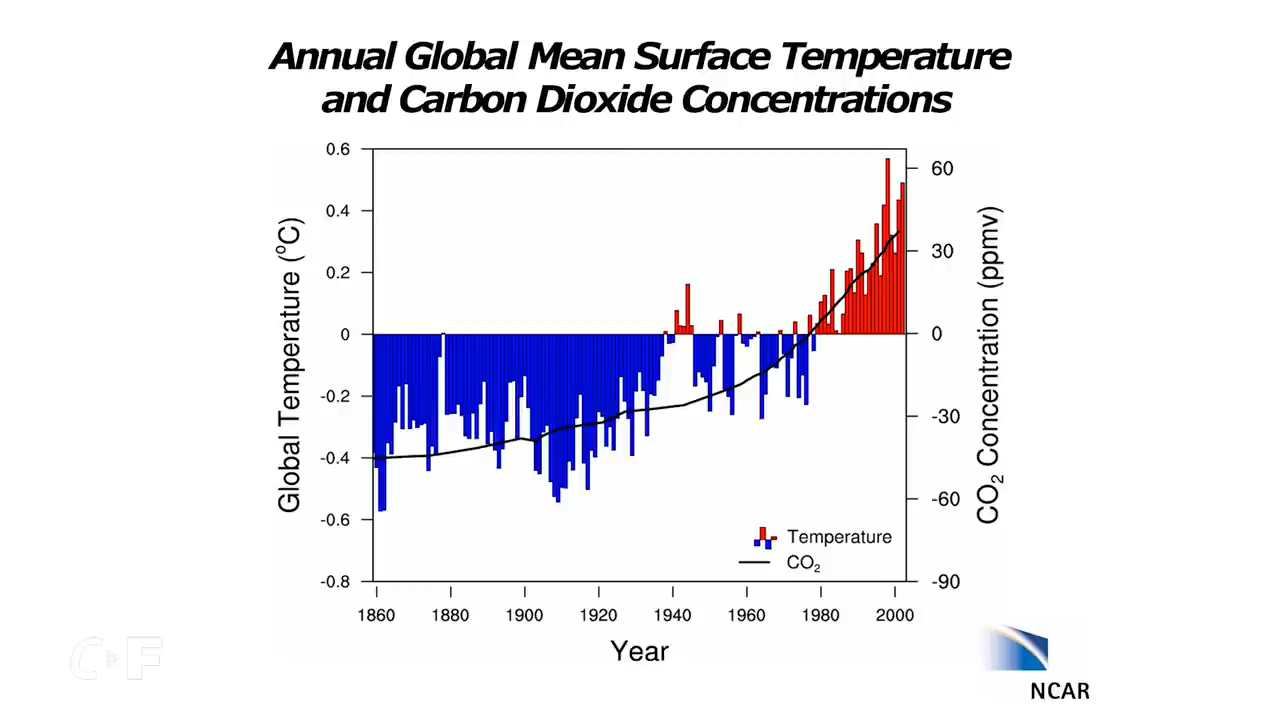 Annual Global Mean Surface Temperature
and Carbon Dioxide Concentrations
0.6
0.4
0.2
0
-0.2
-0.4
-0.6
-0.8
Global Temperature (°C)
60
30
0
-30
-60
-90
CO₂ Concentration (ppmv)
Temperature
CO₂
1860 1880 1900 1920 1940 1960 1980 2000
Year
C F
NCAR